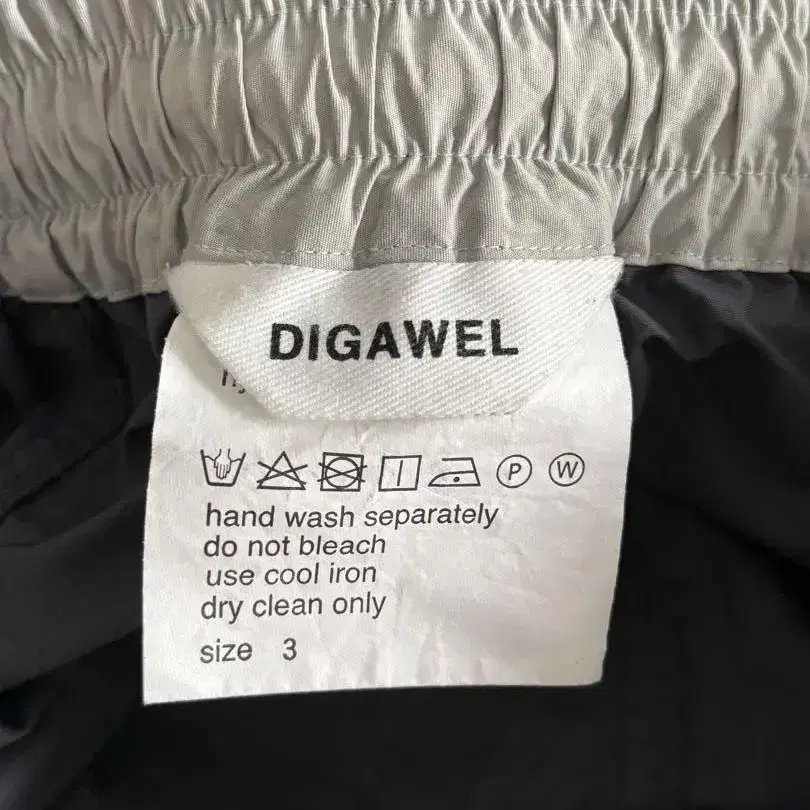 DIGAWEL
P W
hand wash separately
do not bleach
use cool iron
dry clean only
size 3